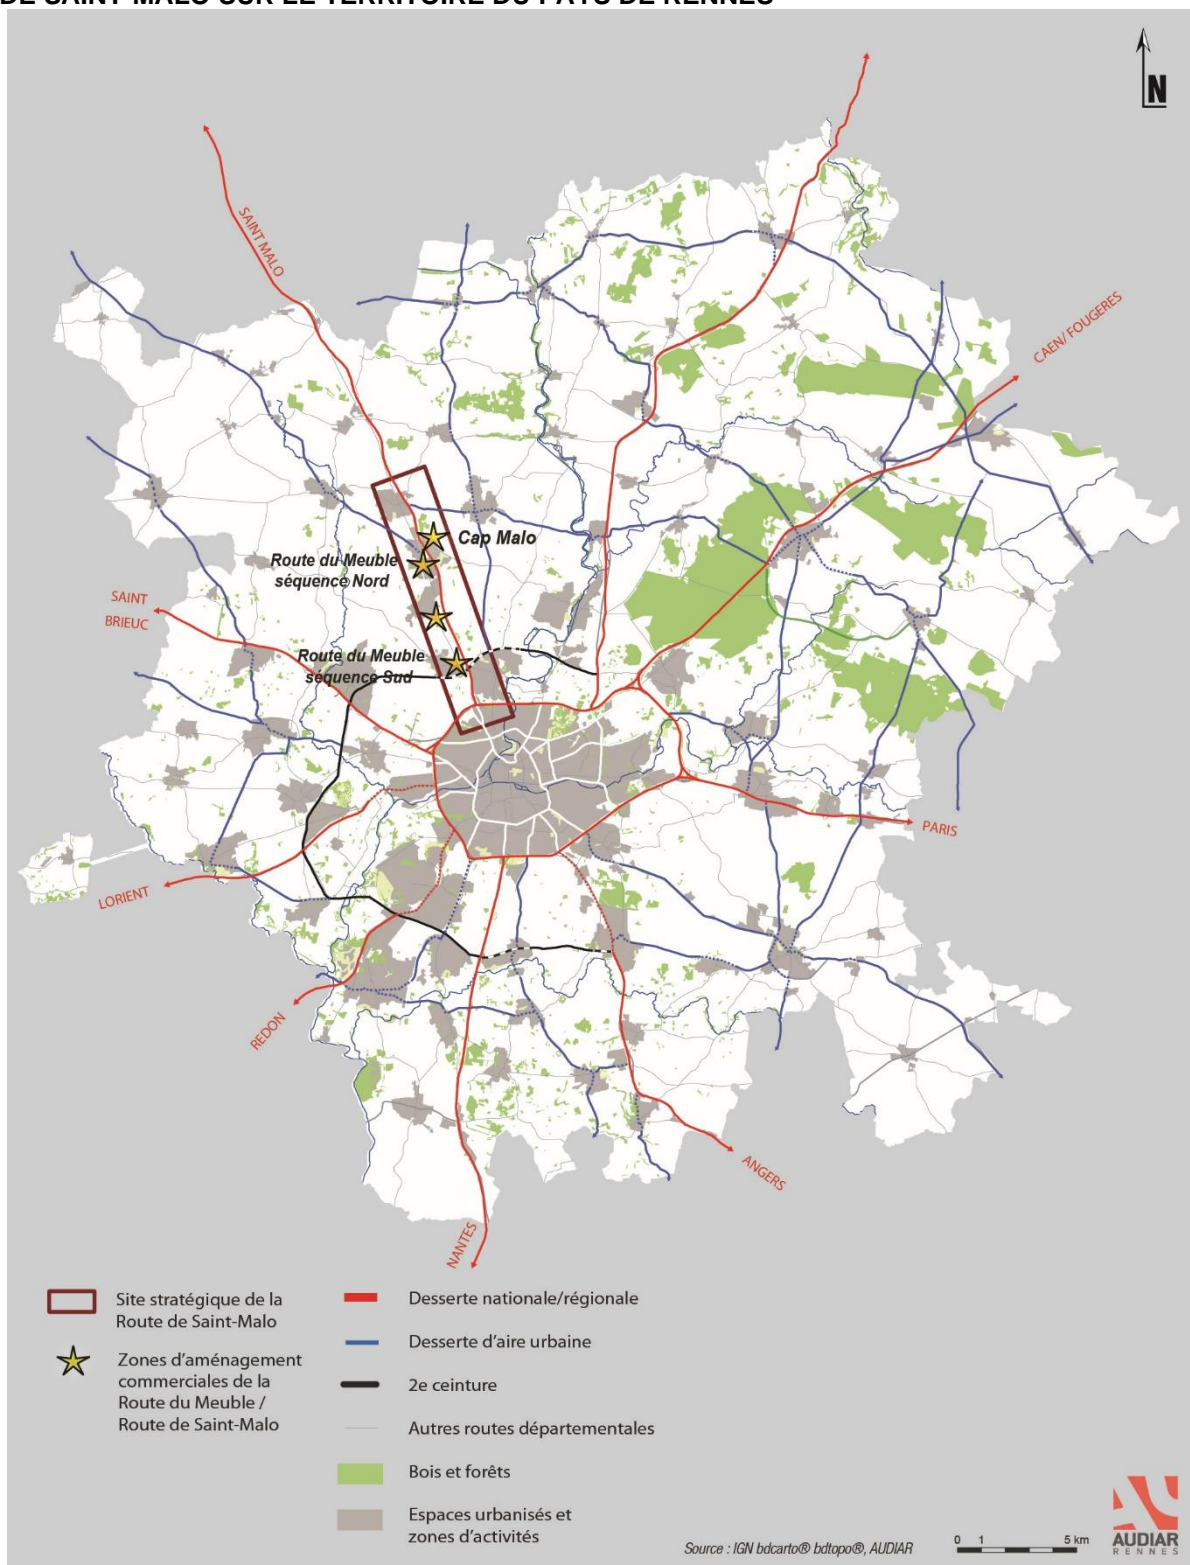 DE SAINT-MALO SUR LE TERRITOIRE DU PAYS DE RENNES
N
SAINT MALO
CAEN/ FOUGERES
Cap Malo
Route du Meuble
séquence Nord
SAINT
BRIEUC
Route du Meuble
séquence Sud
PARIS
LORIENT
REDON
ANGERS
NANTES
Site stratégique de la
Route de Saint-Malo
Zones d'aménagement
commerciales de la
Route du Meuble /
Route de Saint-Malo
Desserte nationale/régionale
Desserte d'aire urbaine
2e ceinture
Autres routes départementales
Bois et forêts
Espaces urbanisés et
zones d'activités
Source : IGN bdcarto® bdtopo®, AUDIAR
0 1 5 km
AUDIAR
RENNES